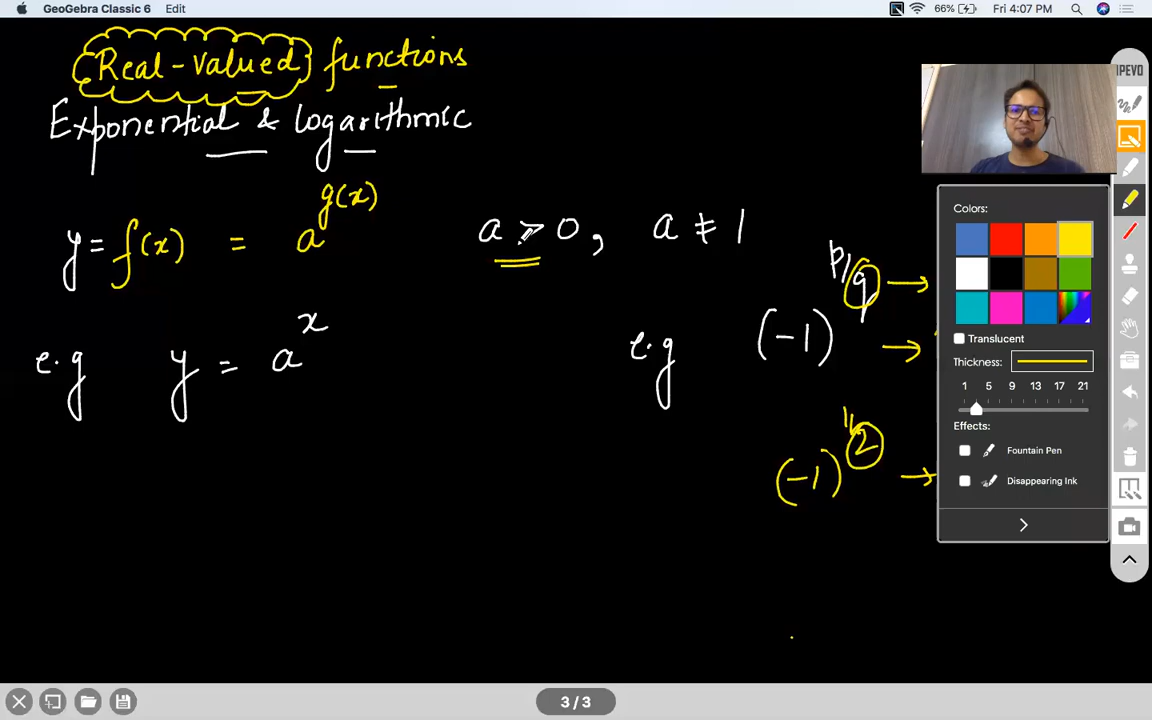 GeoGebra Classic 6 Edit 66% Fri 4:07 PM
(Real-valued) functions
Exponential & logarithmic
y = f(x) = a^g(x) a > 0, a ≠ 1
e.g y = a^x e.g (-1)^p/q →
→
(-1)^1/2 →
Colors:
Translucent
Thickness:
1 5 9 13 17 21
Effects:
Fountain Pen
Disappearing Ink
3/3